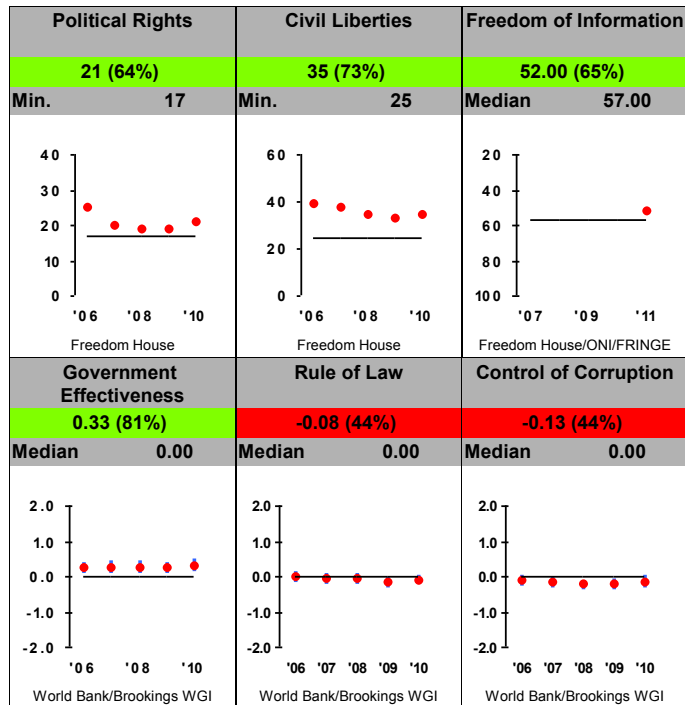 Political Rights
21 (64%)
Min. 17
40
30
20
10
0
'06 '08 '10
Freedom House
Civil Liberties
35 (73%)
Min. 25
60
40
20
0
'06 '08 '10
Freedom House
Freedom of Information
52.00 (65%)
Median 57.00
20
40
60
80
100
'07 '09 '11
Freedom House/ONI/FRINGE
Government
Effectiveness
0.33 (81%)
Median 0.00
2.0
1.0
0.0
-1.0
-2.0
'06 '08 '10
World Bank/Brookings WGI
Rule of Law
-0.08 (44%)
Median 0.00
2.0
1.0
0.0
-1.0
-2.0
'06 '07 '08 '09 '10
World Bank/Brookings WGI
Control of Corruption
-0.13 (44%)
Median 0.00
2.0
1.0
0.0
-1.0
-2.0
'06 '07 '08 '09 '10
World Bank/Brookings WGI